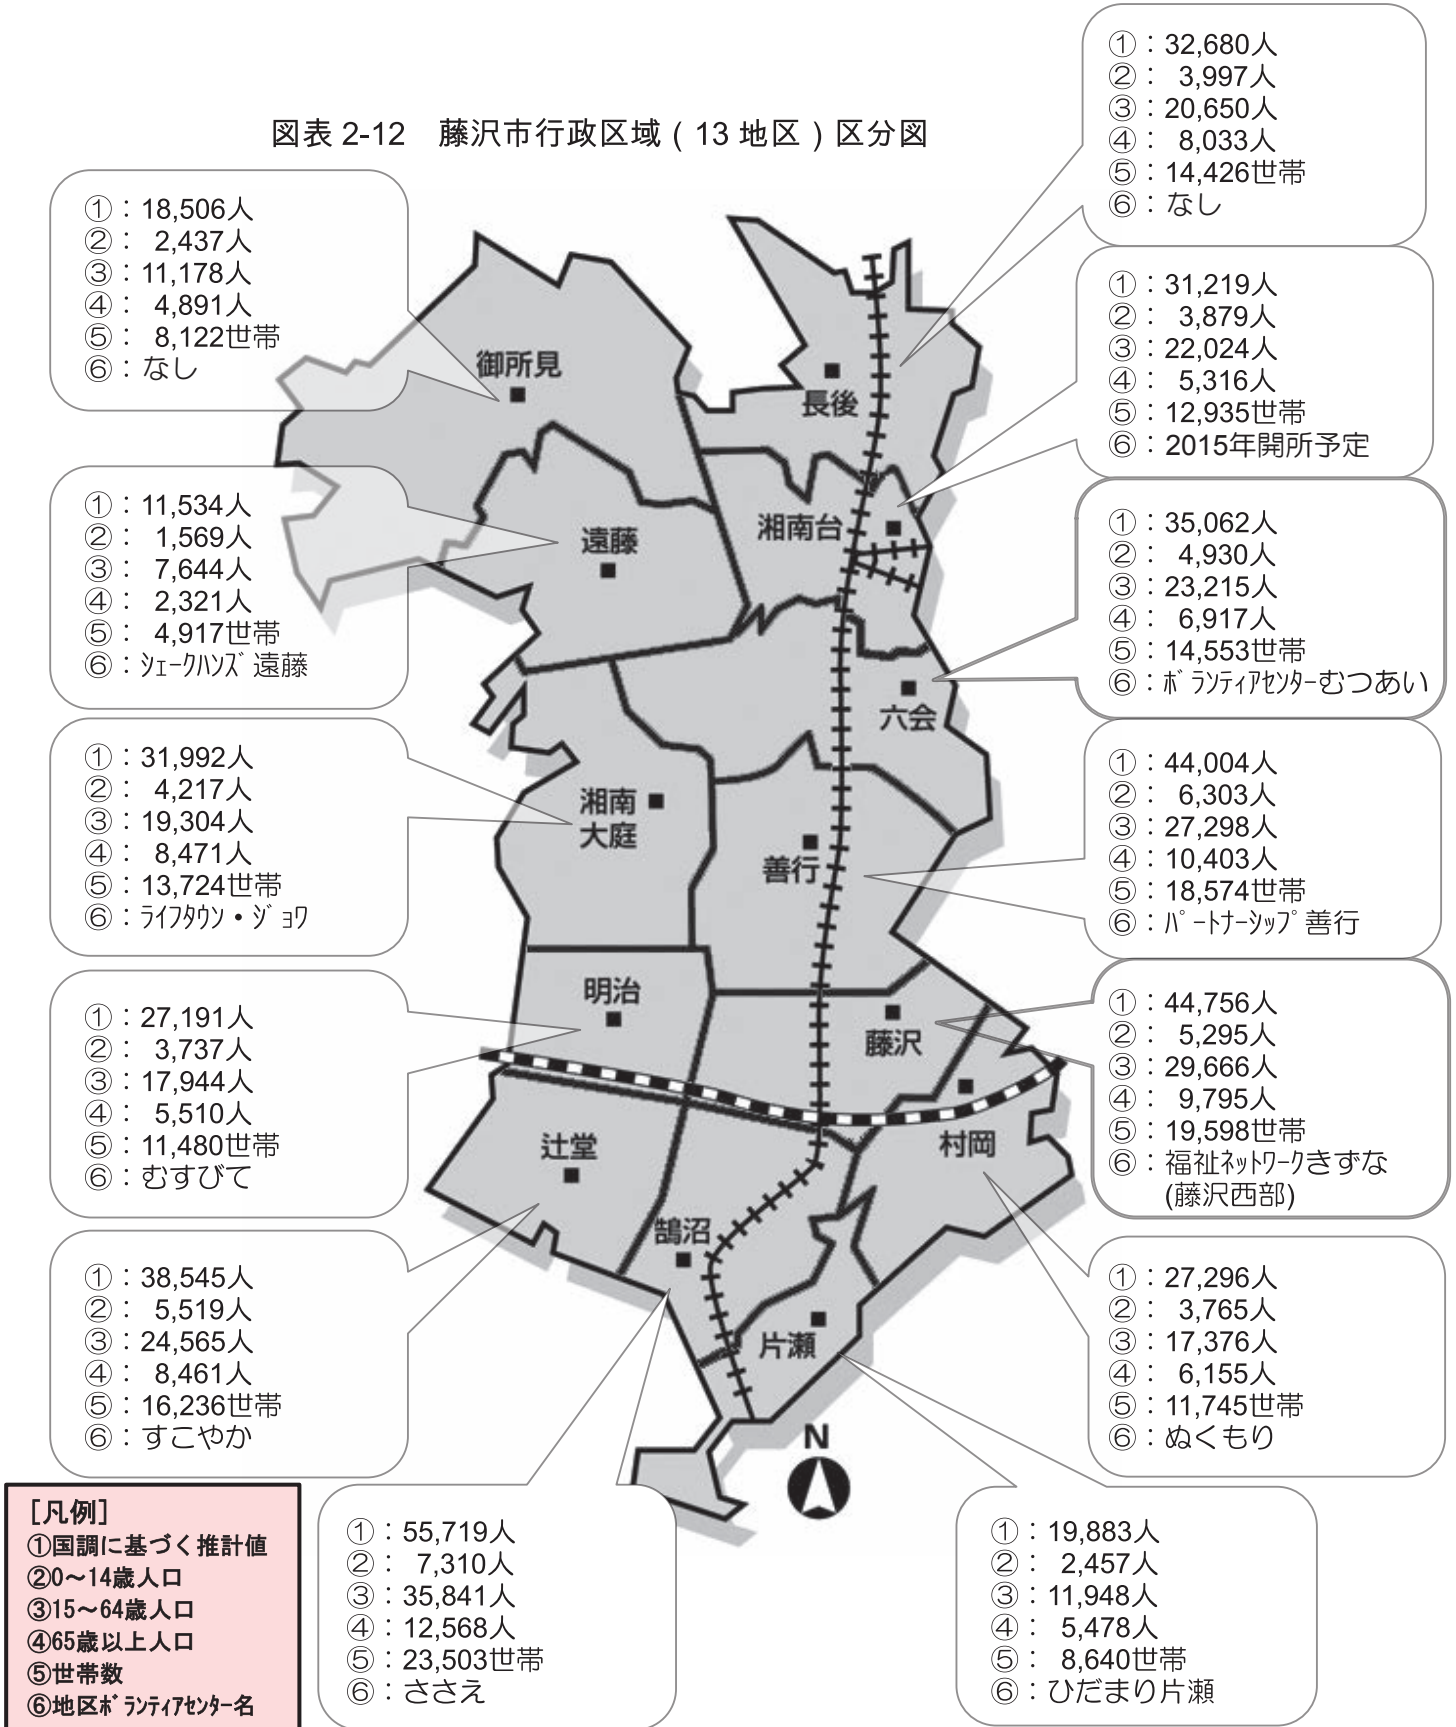 図表 2-12　藤沢市行政区域 ( 13 地区 ) 区分図
①：18,506人
②： 2,437人
③：11,178人
④： 4,891人
⑤： 8,122世帯
⑥：なし
①：11,534人
②： 1,569人
③： 7,644人
④： 2,321人
⑤： 4,917世帯
⑥：ｼｪｰｸﾊﾝｽﾞ遠藤
①：31,992人
②： 4,217人
③：19,304人
④： 8,471人
⑤：13,724世帯
⑥：ﾗｲﾌﾀｳﾝ・ｼﾞｮﾜ
①：27,191人
②： 3,737人
③：17,944人
④： 5,510人
⑤：11,480世帯
⑥：むすびて
①：38,545人
②： 5,519人
③：24,565人
④： 8,461人
⑤：16,236世帯
⑥：すこやか
①：32,680人
②： 3,997人
③：20,650人
④： 8,033人
⑤：14,426世帯
⑥：なし
①：31,219人
②： 3,879人
③：22,024人
④： 5,316人
⑤：12,935世帯
⑥：2015年開所予定
①：35,062人
②： 4,930人
③：23,215人
④： 6,917人
⑤：14,553世帯
⑥：ﾎﾞﾗﾝﾃｨｱｾﾝﾀｰむつあい
①：44,004人
②： 6,303人
③：27,298人
④：10,403人
⑤：18,574世帯
⑥：ﾊﾟｰﾄﾅｰｼｯﾌﾟ善行
①：44,756人
②： 5,295人
③：29,666人
④： 9,795人
⑤：19,598世帯
⑥：福祉ﾈｯﾄﾜｰｸきずな
(藤沢西部)
①：27,296人
②： 3,765人
③：17,376人
④： 6,155人
⑤：11,745世帯
⑥：ぬくもり
御所見
長後
遠藤
湘南台
六会
湘南
大庭
善行
明治
藤沢
村岡
辻堂
鵠沼
片瀬
N
[凡例]
①国調に基づく推計値
②0～14歳人口
③15～64歳人口
④65歳以上人口
⑤世帯数
⑥地区ﾎﾞﾗﾝﾃｨｱｾﾝﾀｰ名
①：55,719人
②： 7,310人
③：35,841人
④：12,568人
⑤：23,503世帯
⑥：ささえ
①：19,883人
②： 2,457人
③：11,948人
④： 5,478人
⑤： 8,640世帯
⑥：ひだまり片瀬